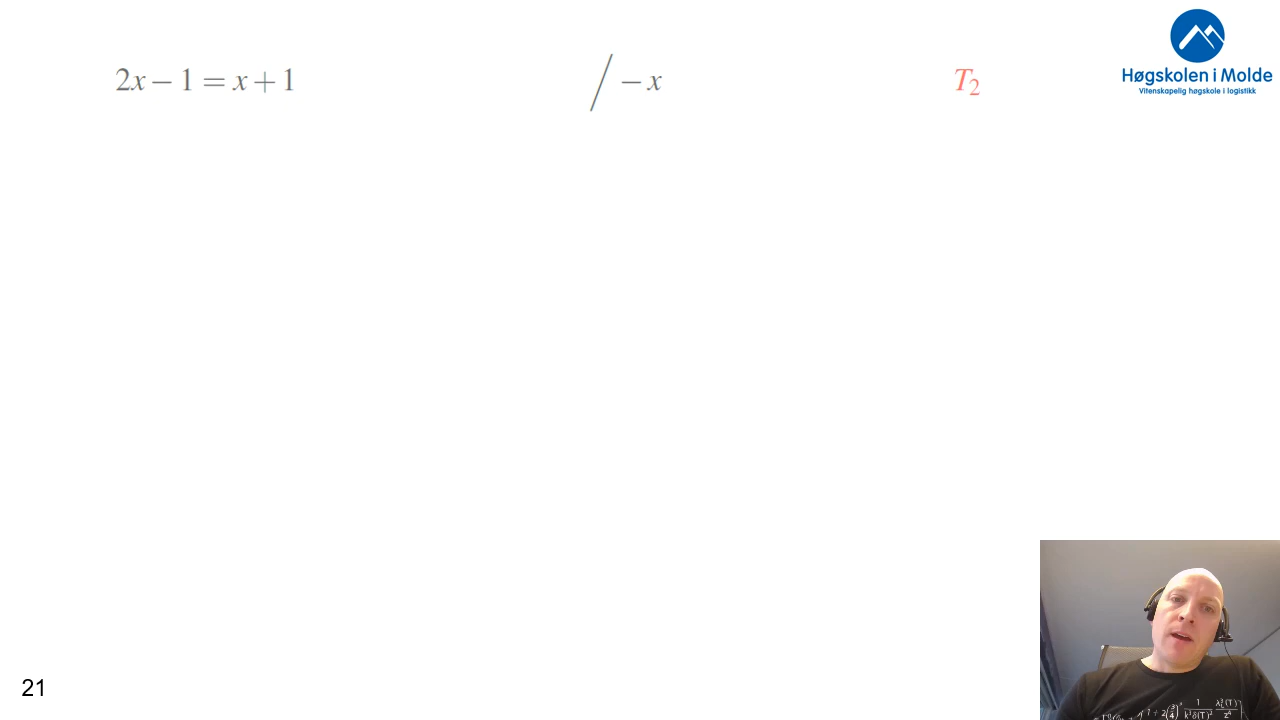 2x − 1 = x + 1 / − x T₂
Høgskolen i Molde
Vitenskapelig høgskole i logistikk
21